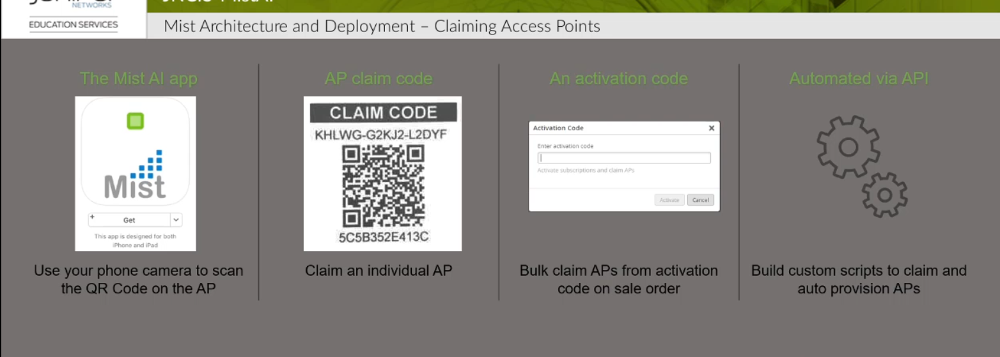 NETWORKS
EDUCATION SERVICES
Mist Architecture and Deployment – Claiming Access Points
The Mist AI app
Mist
Get
This app is designed for both
iPhone and iPad
Use your phone camera to scan
the QR Code on the AP
AP claim code
CLAIM CODE
KHLWG-G2KJ2-L2DYF
5C5B352E413C
Claim an individual AP
An activation code
Activation Code
Enter activation code
Activate subscriptions and claim APs
Activate
Cancel
Bulk claim APs from activation
code on sale order
Automated via API
Build custom scripts to claim and
auto provision APs